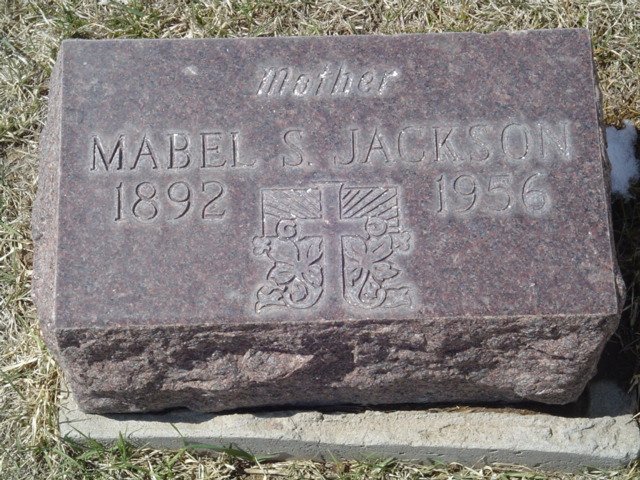 Mother
MABEL S. JACKSON
1892 1956